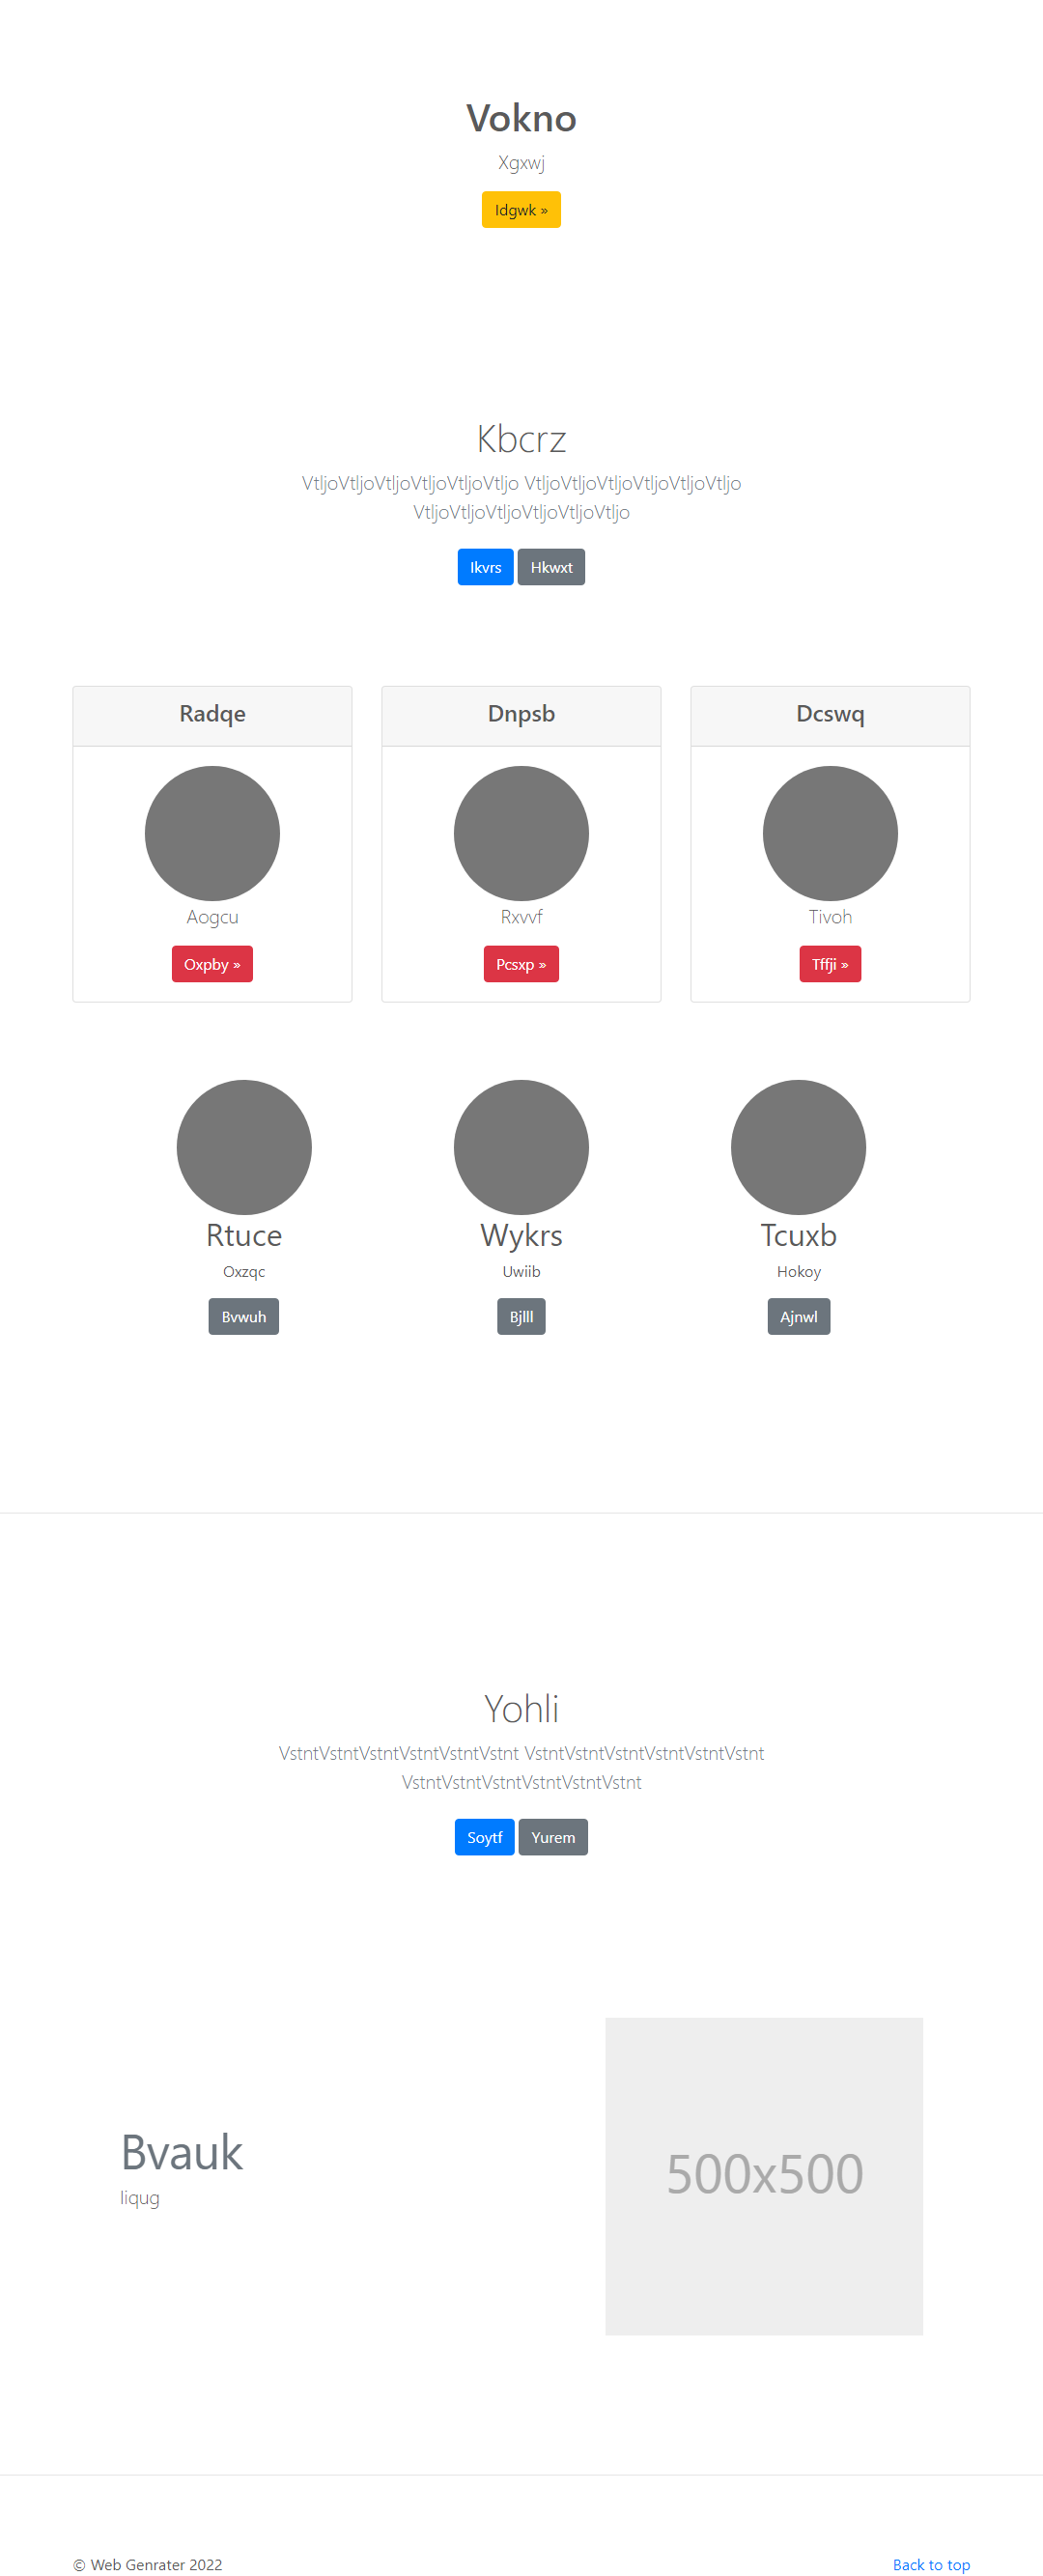 Vokno
Xgxwj
Idgwk »
Kbcrz
VtljoVtljoVtljoVtljoVtljoVtljo VtljoVtljoVtljoVtljoVtljoVtljo
VtljoVtljoVtljoVtljoVtljoVtljo
Ikvrs Hkwxt
Radqe Dnpsb Dcswq
Aogcu Rxvvf Tivoh
Oxpby » Pcsxp » Tffji »
Rtuce Wykrs Tcuxb
Oxzqc Uwiib Hokoy
Bvwuh Bjlll Ajnwl
Yohli
VstntVstntVstntVstntVstntVstnt VstntVstntVstntVstntVstntVstnt
VstntVstntVstntVstntVstntVstnt
Soytf Yurem
Bvauk
500x500
© Web Genrater 2022 Back to top